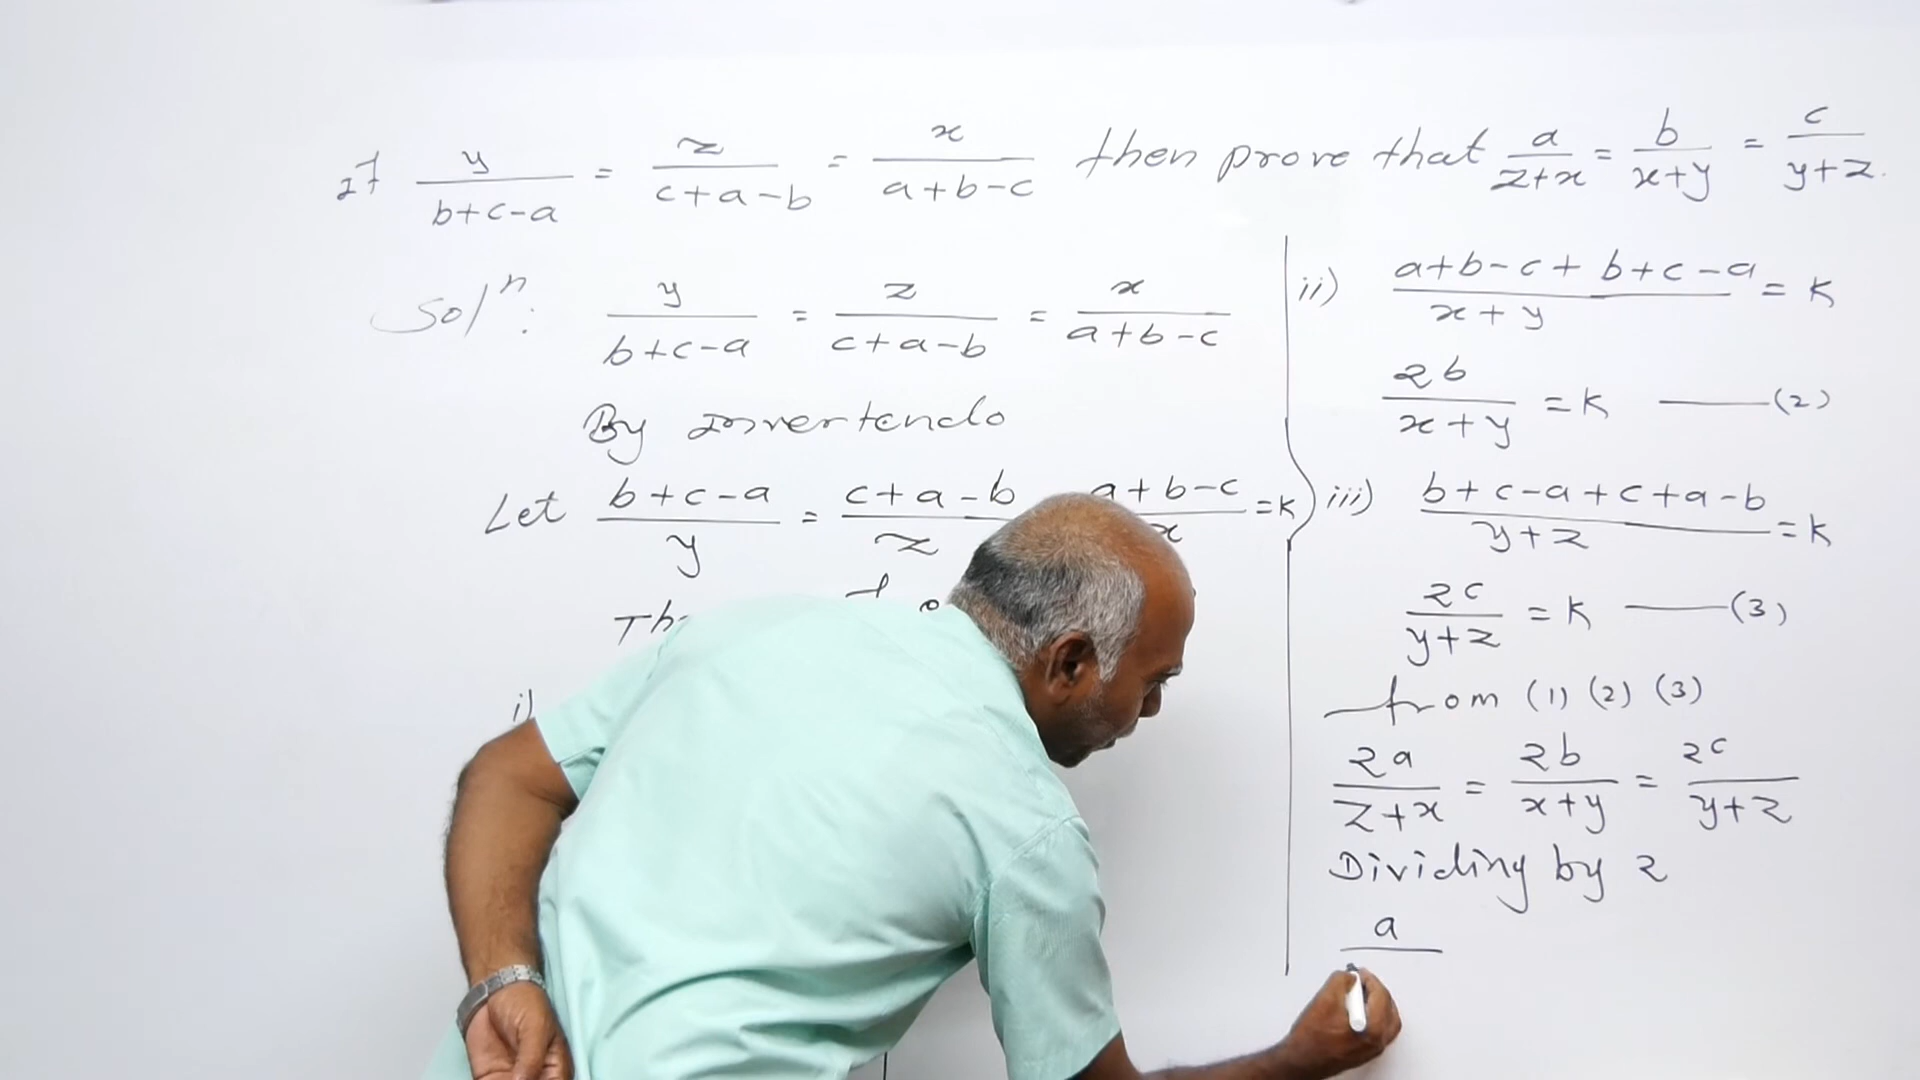 If y/(b+c-a) = z/(c+a-b) = x/(a+b-c) then prove that a/(z+x) = b/(x+y) = c/(y+z).
Solⁿ: y/(b+c-a) = z/(c+a-b) = x/(a+b-c)
By Invertendo
Let (b+c-a)/y = (c+a-b)/z a+b-c/x =K
i)
ii) (a+b-c+b+c-a)/(x+y) = K
2b/(x+y) =K —(2)
iii) (b+c-a+c+a-b)/(y+z) =K
2c/(y+z) = K —(3)
from (1) (2) (3)
2a/(z+x) = 2b/(x+y) = 2c/(y+z)
Dividing by 2
a